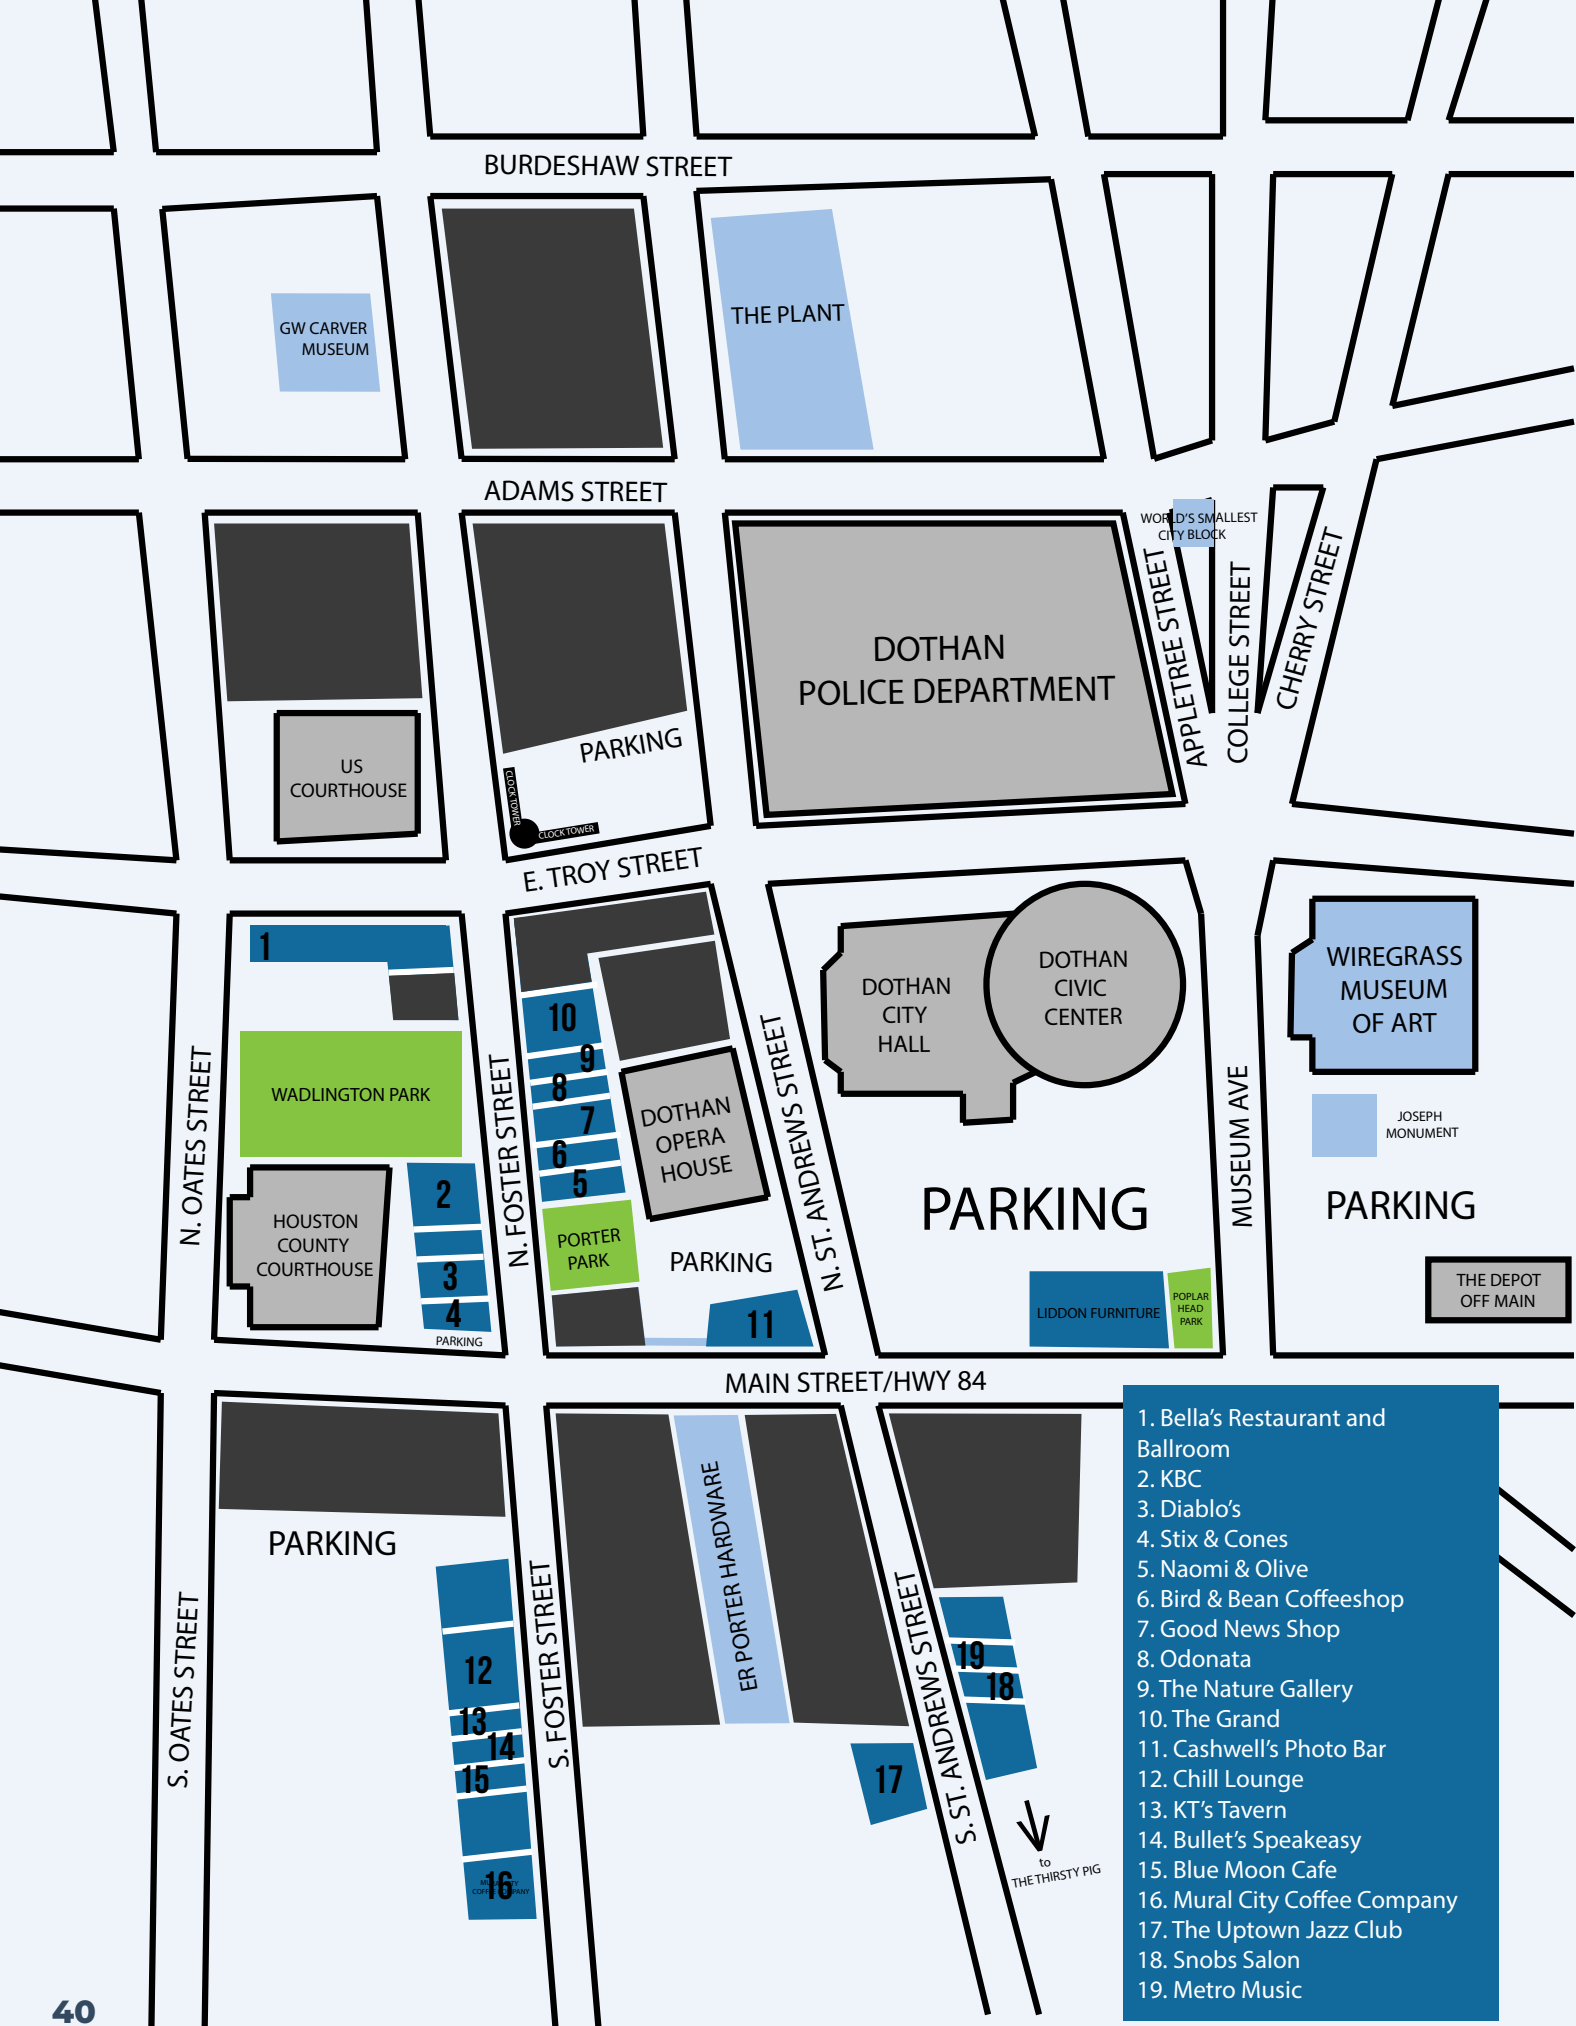 BURDESHAW STREET
GW CARVER
MUSEUM
THE PLANT
ADAMS STREET
WORLD'S SMALLEST
CITY BLOCK
APPLETREE STREET
COLLEGE STREET
CHERRY STREET
DOTHAN
POLICE DEPARTMENT
US
COURTHOUSE
PARKING
CLOCK TOWER
CLOCK TOWER
E. TROY STREET
1
WADLINGTON PARK
N. OATES STREET
HOUSTON
COUNTY
COURTHOUSE
2
3
4
PARKING
N. FOSTER STREET
10
9
8
7
6
5
DOTHAN
OPERA
HOUSE
PORTER
PARK
PARKING
11
N. ST. ANDREWS STREET
DOTHAN
CITY
HALL
DOTHAN
CIVIC
CENTER
PARKING
LIDDON FURNITURE
POPLAR
HEAD
PARK
MUSEUM AVE
WIREGRASS
MUSEUM
OF ART
JOSEPH
MONUMENT
PARKING
THE DEPOT
OFF MAIN
MAIN STREET/HWY 84
PARKING
S. OATES STREET
12
13
14
15
16
COFFEE COMPANY
S. FOSTER STREET
ER PORTER HARDWARE
17
S. ST. ANDREWS STREET
19
18
to
THE THIRSTY PIG
1. Bella's Restaurant and
Ballroom
2. KBC
3. Diablo's
4. Stix & Cones
5. Naomi & Olive
6. Bird & Bean Coffeeshop
7. Good News Shop
8. Odonata
9. The Nature Gallery
10. The Grand
11. Cashwell's Photo Bar
12. Chill Lounge
13. KT's Tavern
14. Bullet's Speakeasy
15. Blue Moon Cafe
16. Mural City Coffee Company
17. The Uptown Jazz Club
18. Snobs Salon
19. Metro Music
40